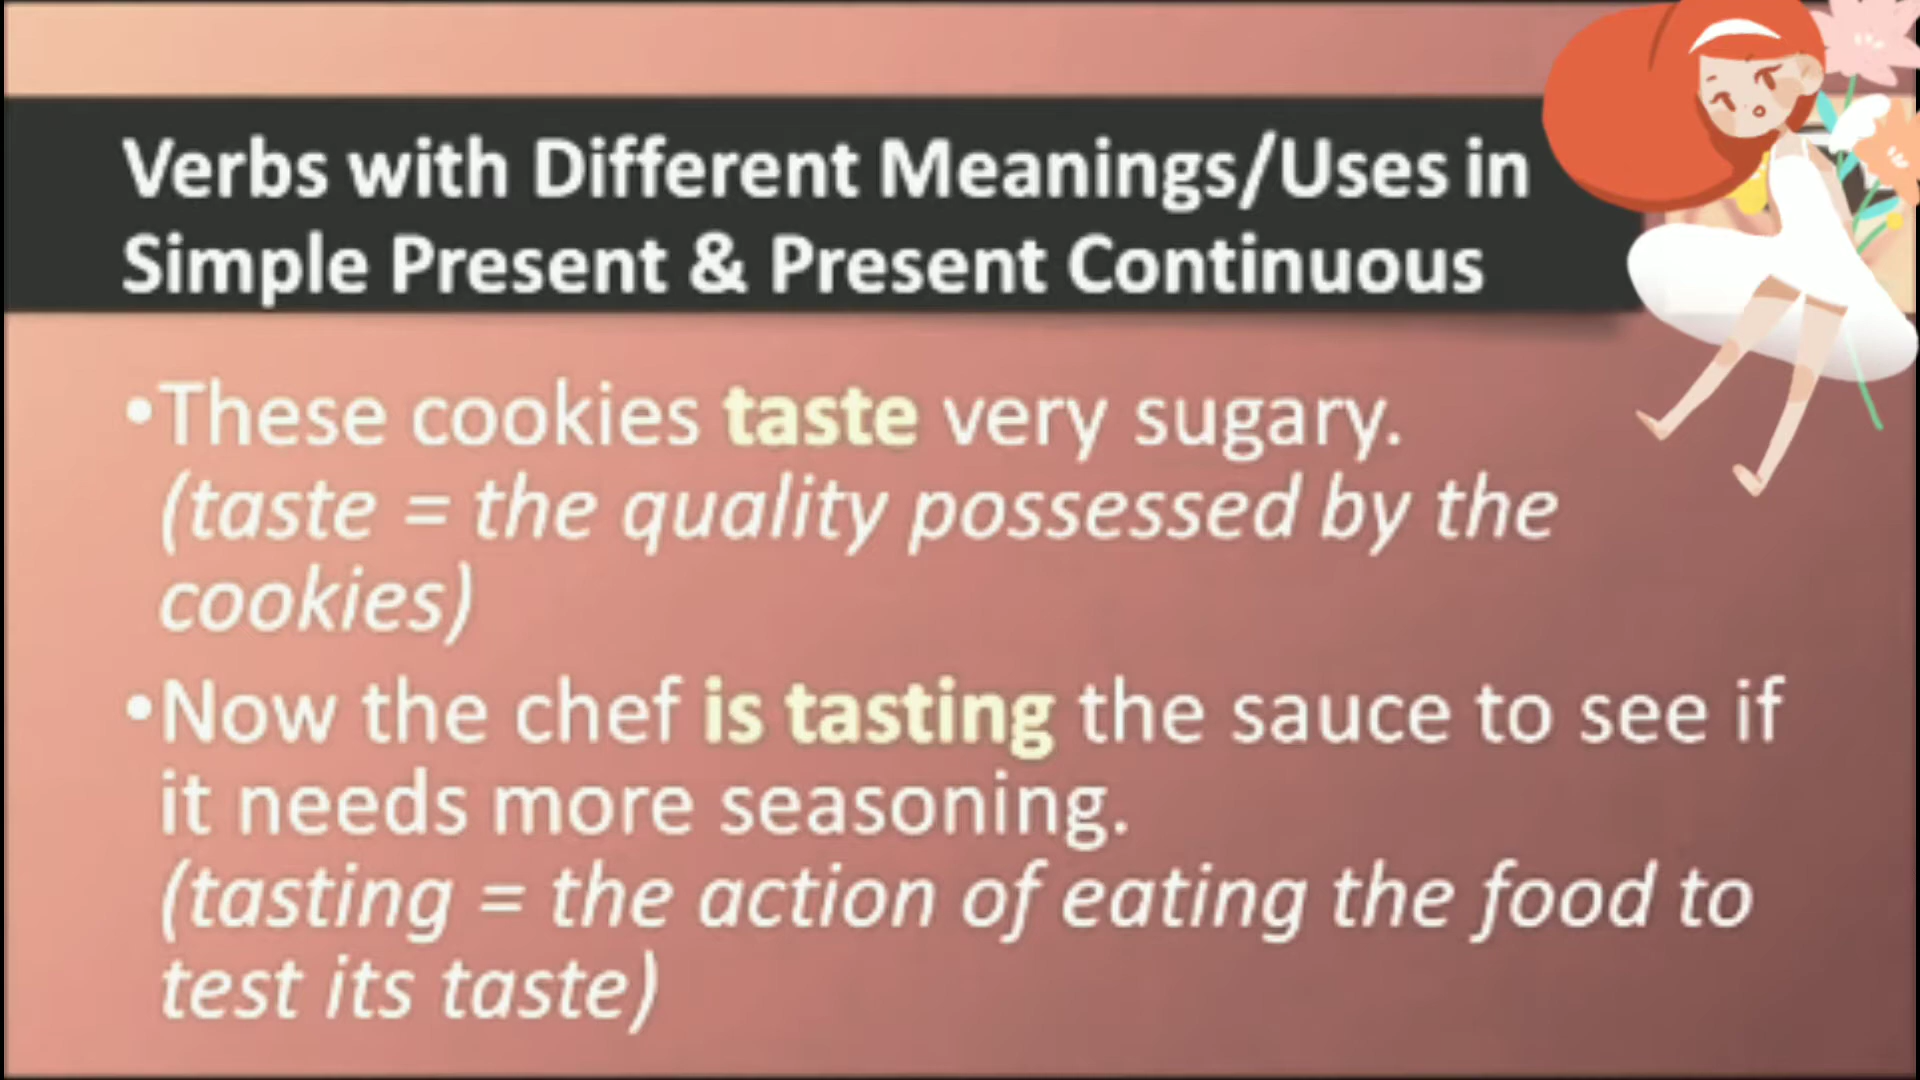 Verbs with Different Meanings/Uses in
Simple Present & Present Continuous
•These cookies taste very sugary.
(taste = the quality possessed by the
cookies)
•Now the chef is tasting the sauce to see if
it needs more seasoning.
(tasting = the action of eating the food to
test its taste)